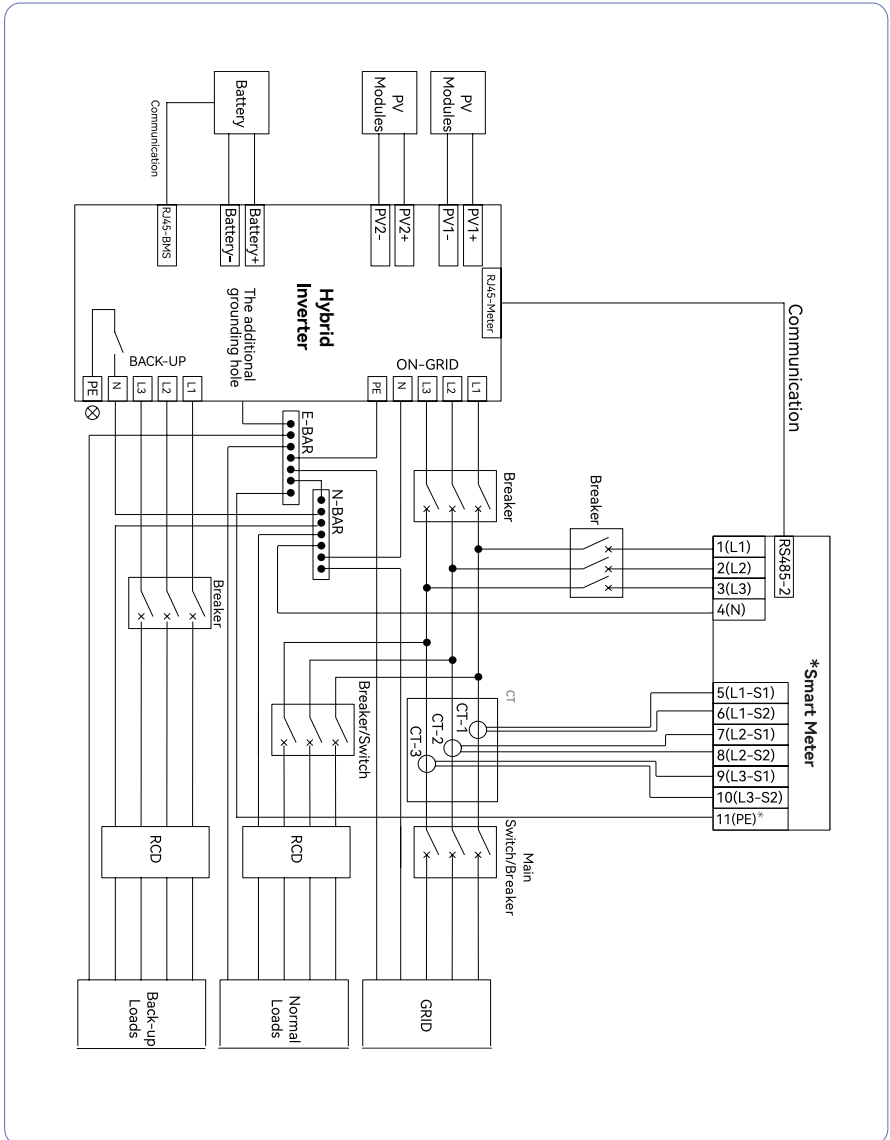 Battery
Communication
PV
Modules
PV
Modules
RJ45-BMS
Battery-
Battery+
PV2-
PV2+
PV1-
PV1+
RJ45-Meter
Communication
Hybrid
Inverter
The additional
grounding hole
BACK-UP
ON-GRID
PE
N
L3
L2
L1
PE
N
L3
L2
L1
E-BAR
N-BAR
Breaker
Breaker
RS485-2
1(L1)
2(L2)
3(L3)
4(N)
*Smart Meter
5(L1-S1)
6(L1-S2)
7(L2-S1)
8(L2-S2)
9(L3-S1)
10(L3-S2)
11(PE)*
Breaker
Breaker/Switch
CT
CT-1
CT-2
CT-3
Main
Switch/Breaker
RCD
RCD
Back-up
Loads
Normal
Loads
GRID